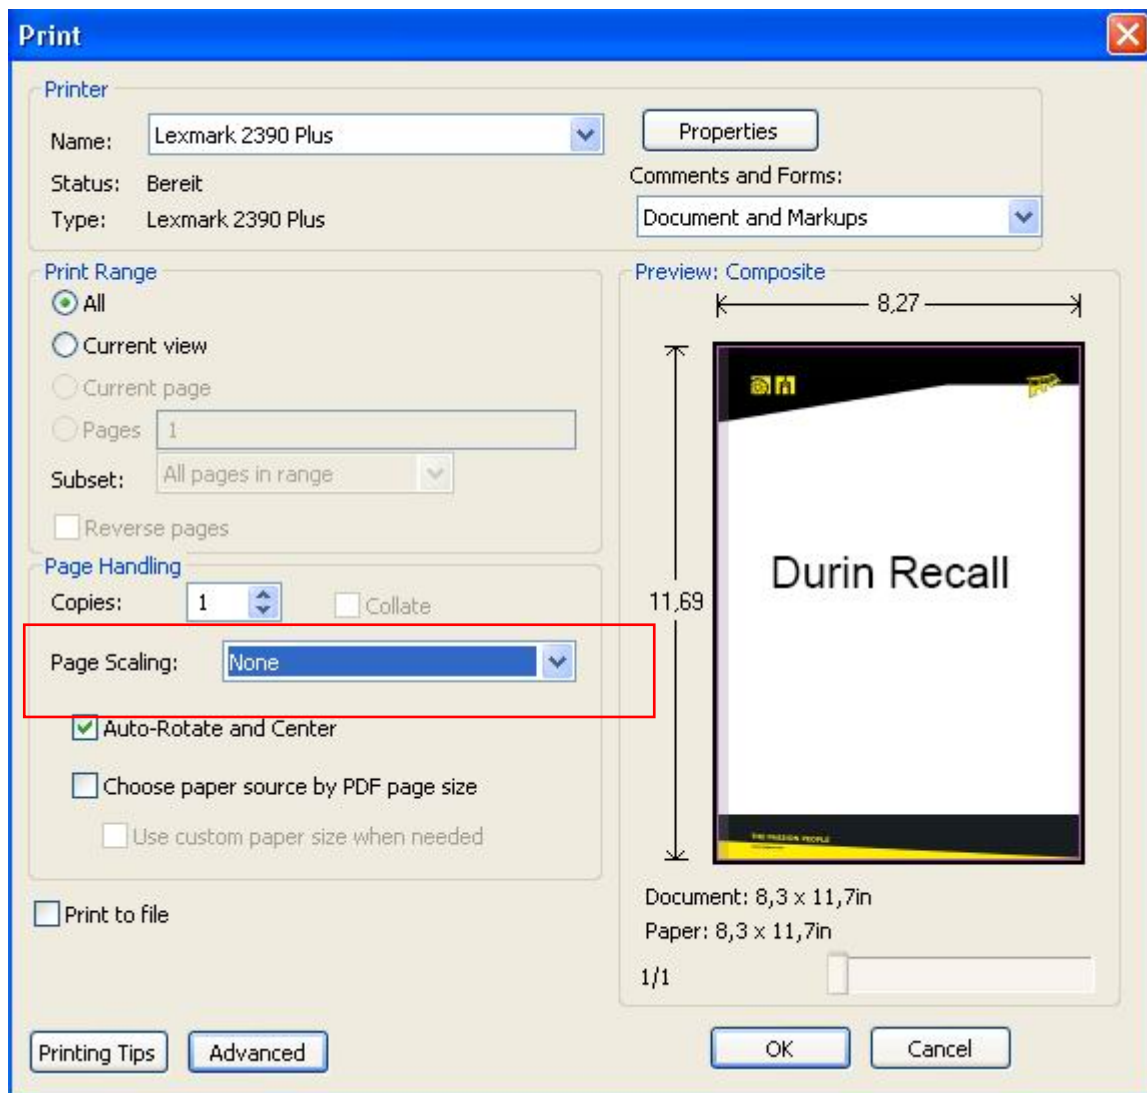 Print
Printer
Name: Lexmark 2390 Plus
Properties
Status: Bereit
Comments and Forms:
Type: Lexmark 2390 Plus
Document and Markups
Print Range
All
Current view
Current page
Pages 1
Subset: All pages in range
Reverse pages
Page Handling
Copies: 1 Collate
Page Scaling: None
Auto-Rotate and Center
Choose paper source by PDF page size
Use custom paper size when needed
Print to file
Preview: Composite
8,27
11,69
Durin Recall
THE PASSION PEOPLE
Document: 8,3 x 11,7in
Paper: 8,3 x 11,7in
1/1
Printing Tips
Advanced
OK
Cancel